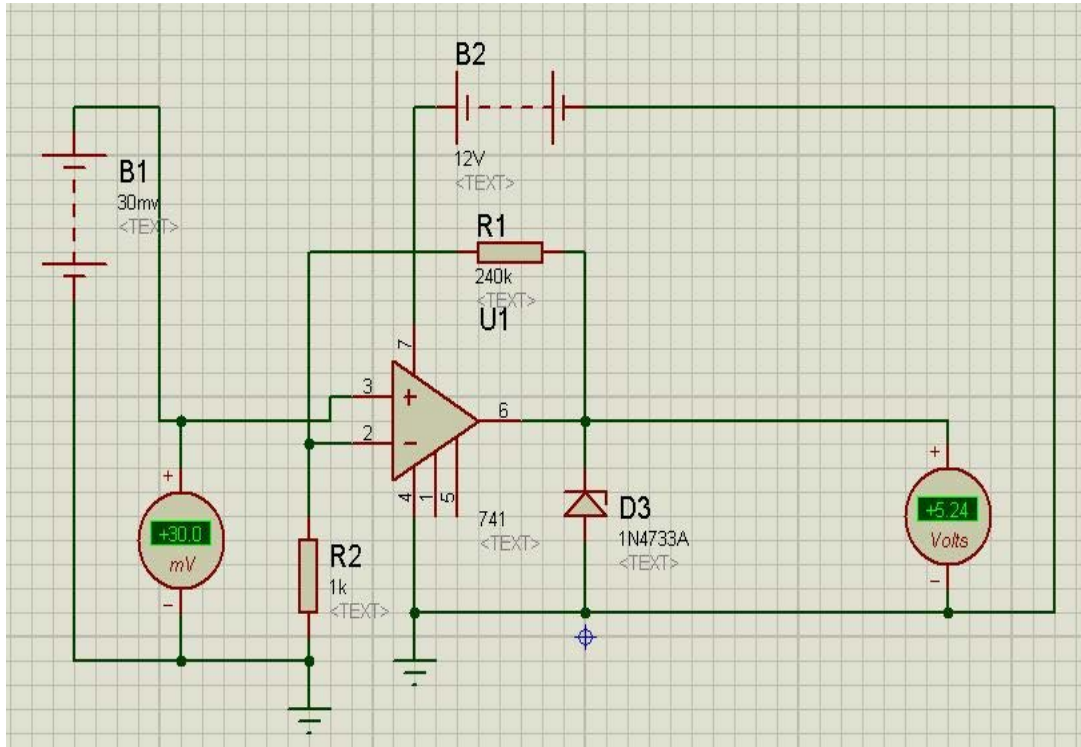 B2
12V
<TEXT>
B1
30mv
<TEXT>
R1
240k
<TEXT>
U1
7
3
+
6
2
-
4
1
5
741
<TEXT>
+
+30.0
mV
-
R2
1k
<TEXT>
D3
1N4733A
<TEXT>
+
+5.24
Volts
-